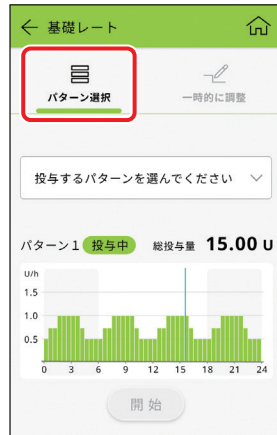 ← 基礎レート
パターン選択 一時的に調整
投与するパターンを選んでください
パターン1 投与中 総投与量 15.00 U
U/h
1.5
1.0
0.5
0 3 6 9 12 15 18 21 24
開始